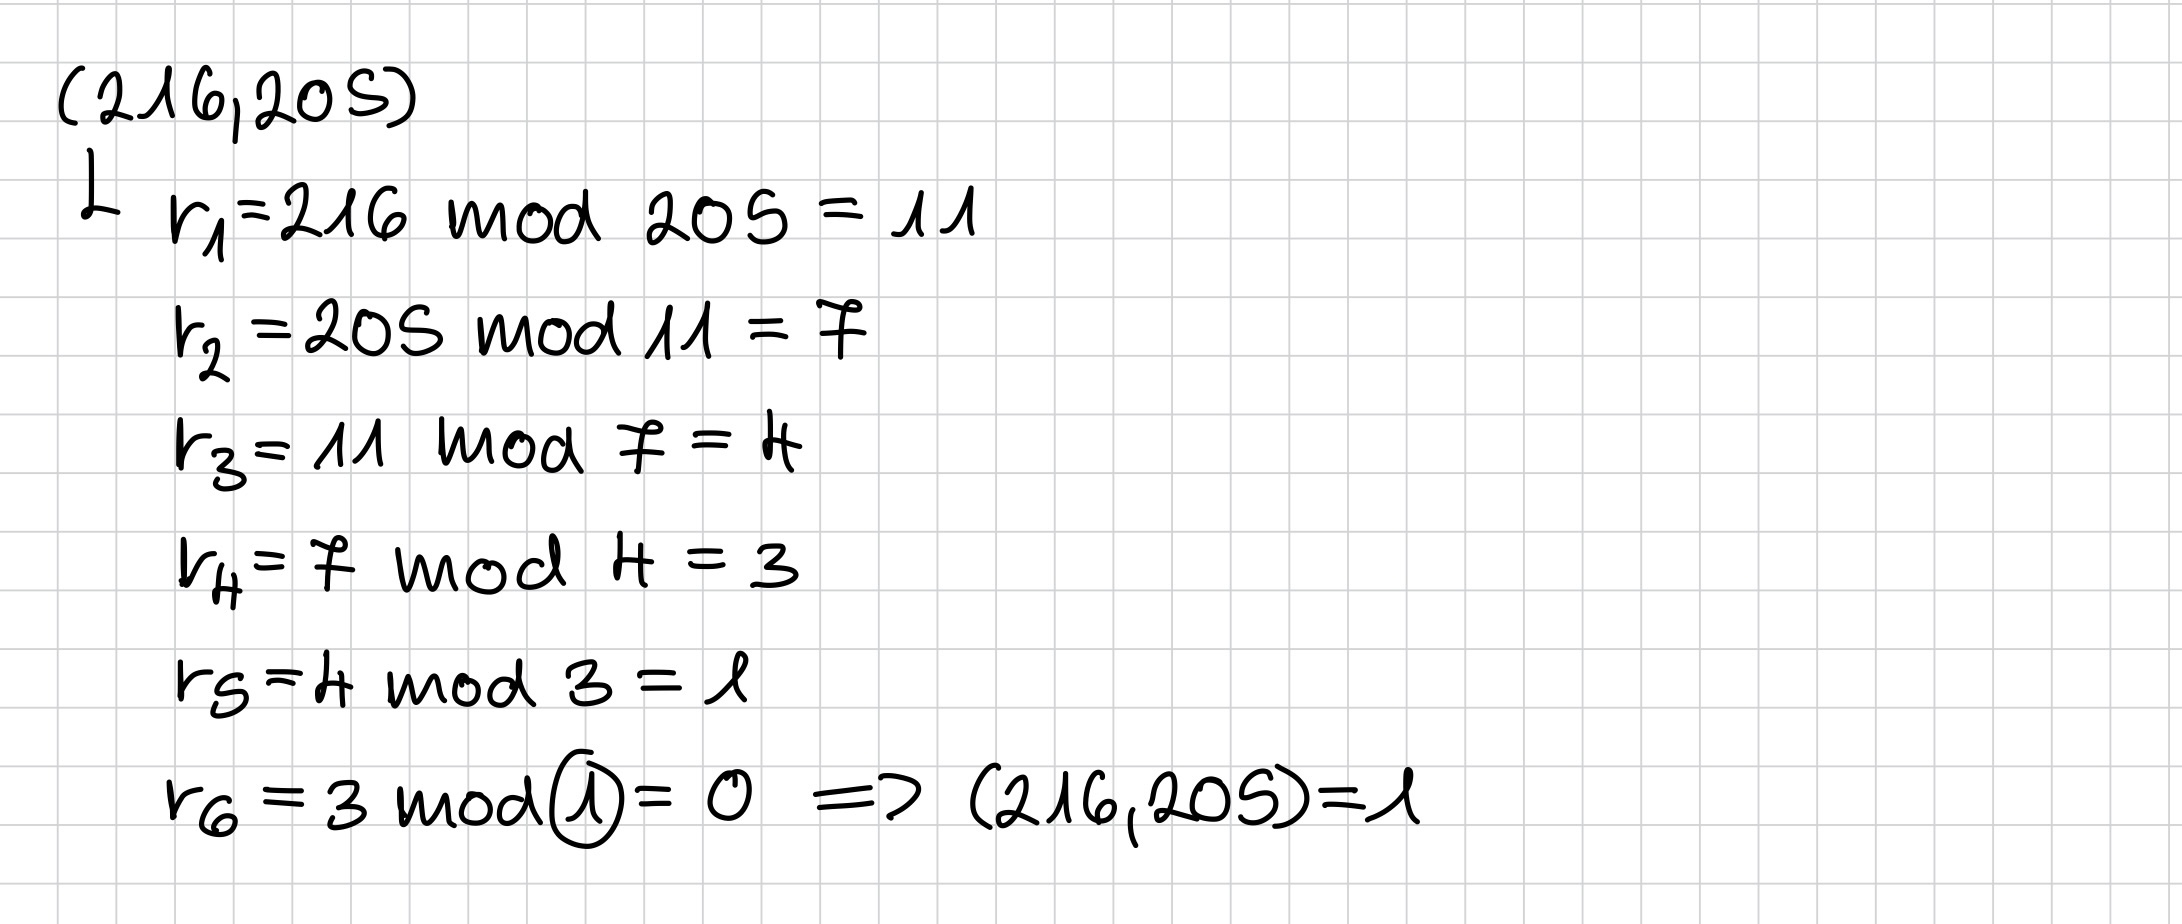 (216,205)
r₁=216 mod 205 = 11
r₂ = 205 mod 11 = 7
r₃ = 11 mod 7 = 4
r₄ = 7 mod 4 = 3
r₅ = 4 mod 3 = 1
r₆ = 3 mod 1 = 0 => (216,205)=1